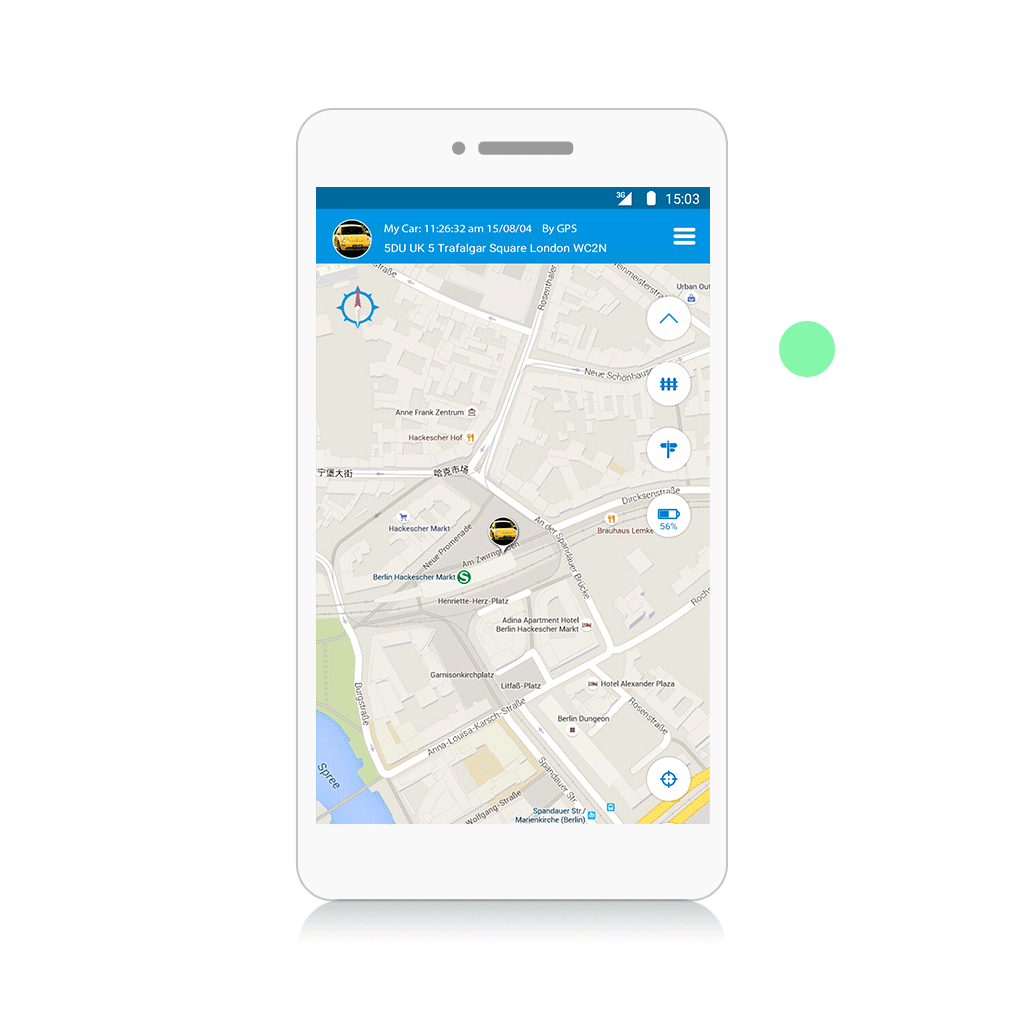 3G 15:03
My Car: 11:26:32 am 15/08/04 By GPS
5DU UK 5 Trafalgar Square London WC2N
Rosenthaler
Urban Out
Neue Schönhaus
Anne Frank Zentrum
Hackescher Hof
宁堡大街
哈克市场
Dircksenstraße
Hackescher Markt
Neue Promenade
An der Spandauer Brücke
Brauhaus Lemke
56%
Am Zwirngraben
Berlin Hackescher Markt S
Henriette-Herz-Platz
Rochs
Adina Apartment Hotel
Berlin Hackescher Markt
Garnisonkirchplatz
Litfaß-Platz
Hotel Alexander Plaza
Burgstraße
Rosenstraße
Berlin Dungeon
Anna-Louisa-Karsch-Straße
Spree
Spandauer Str.
Wolfgang-Straße
Spandauer Str./
Marienkirche (Berlin)